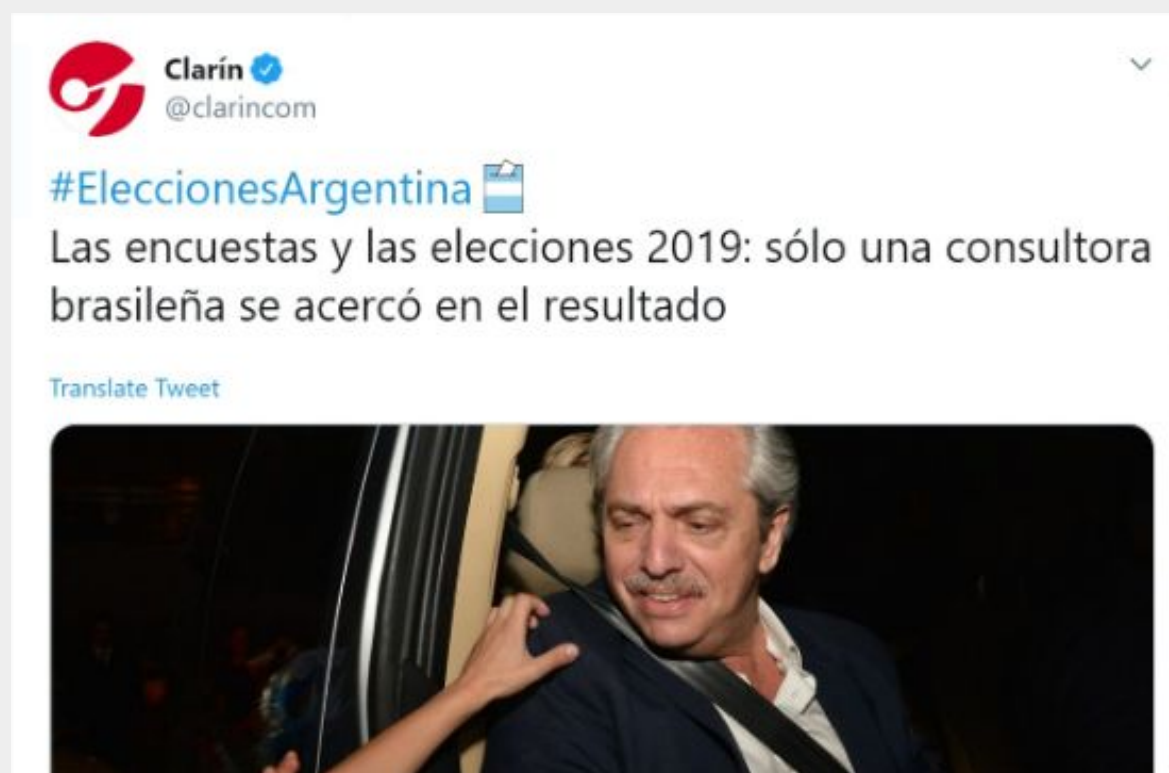 Clarín
@clarincom
#EleccionesArgentina
Las encuestas y las elecciones 2019: sólo una consultora
brasileña se acercó en el resultado
Translate Tweet